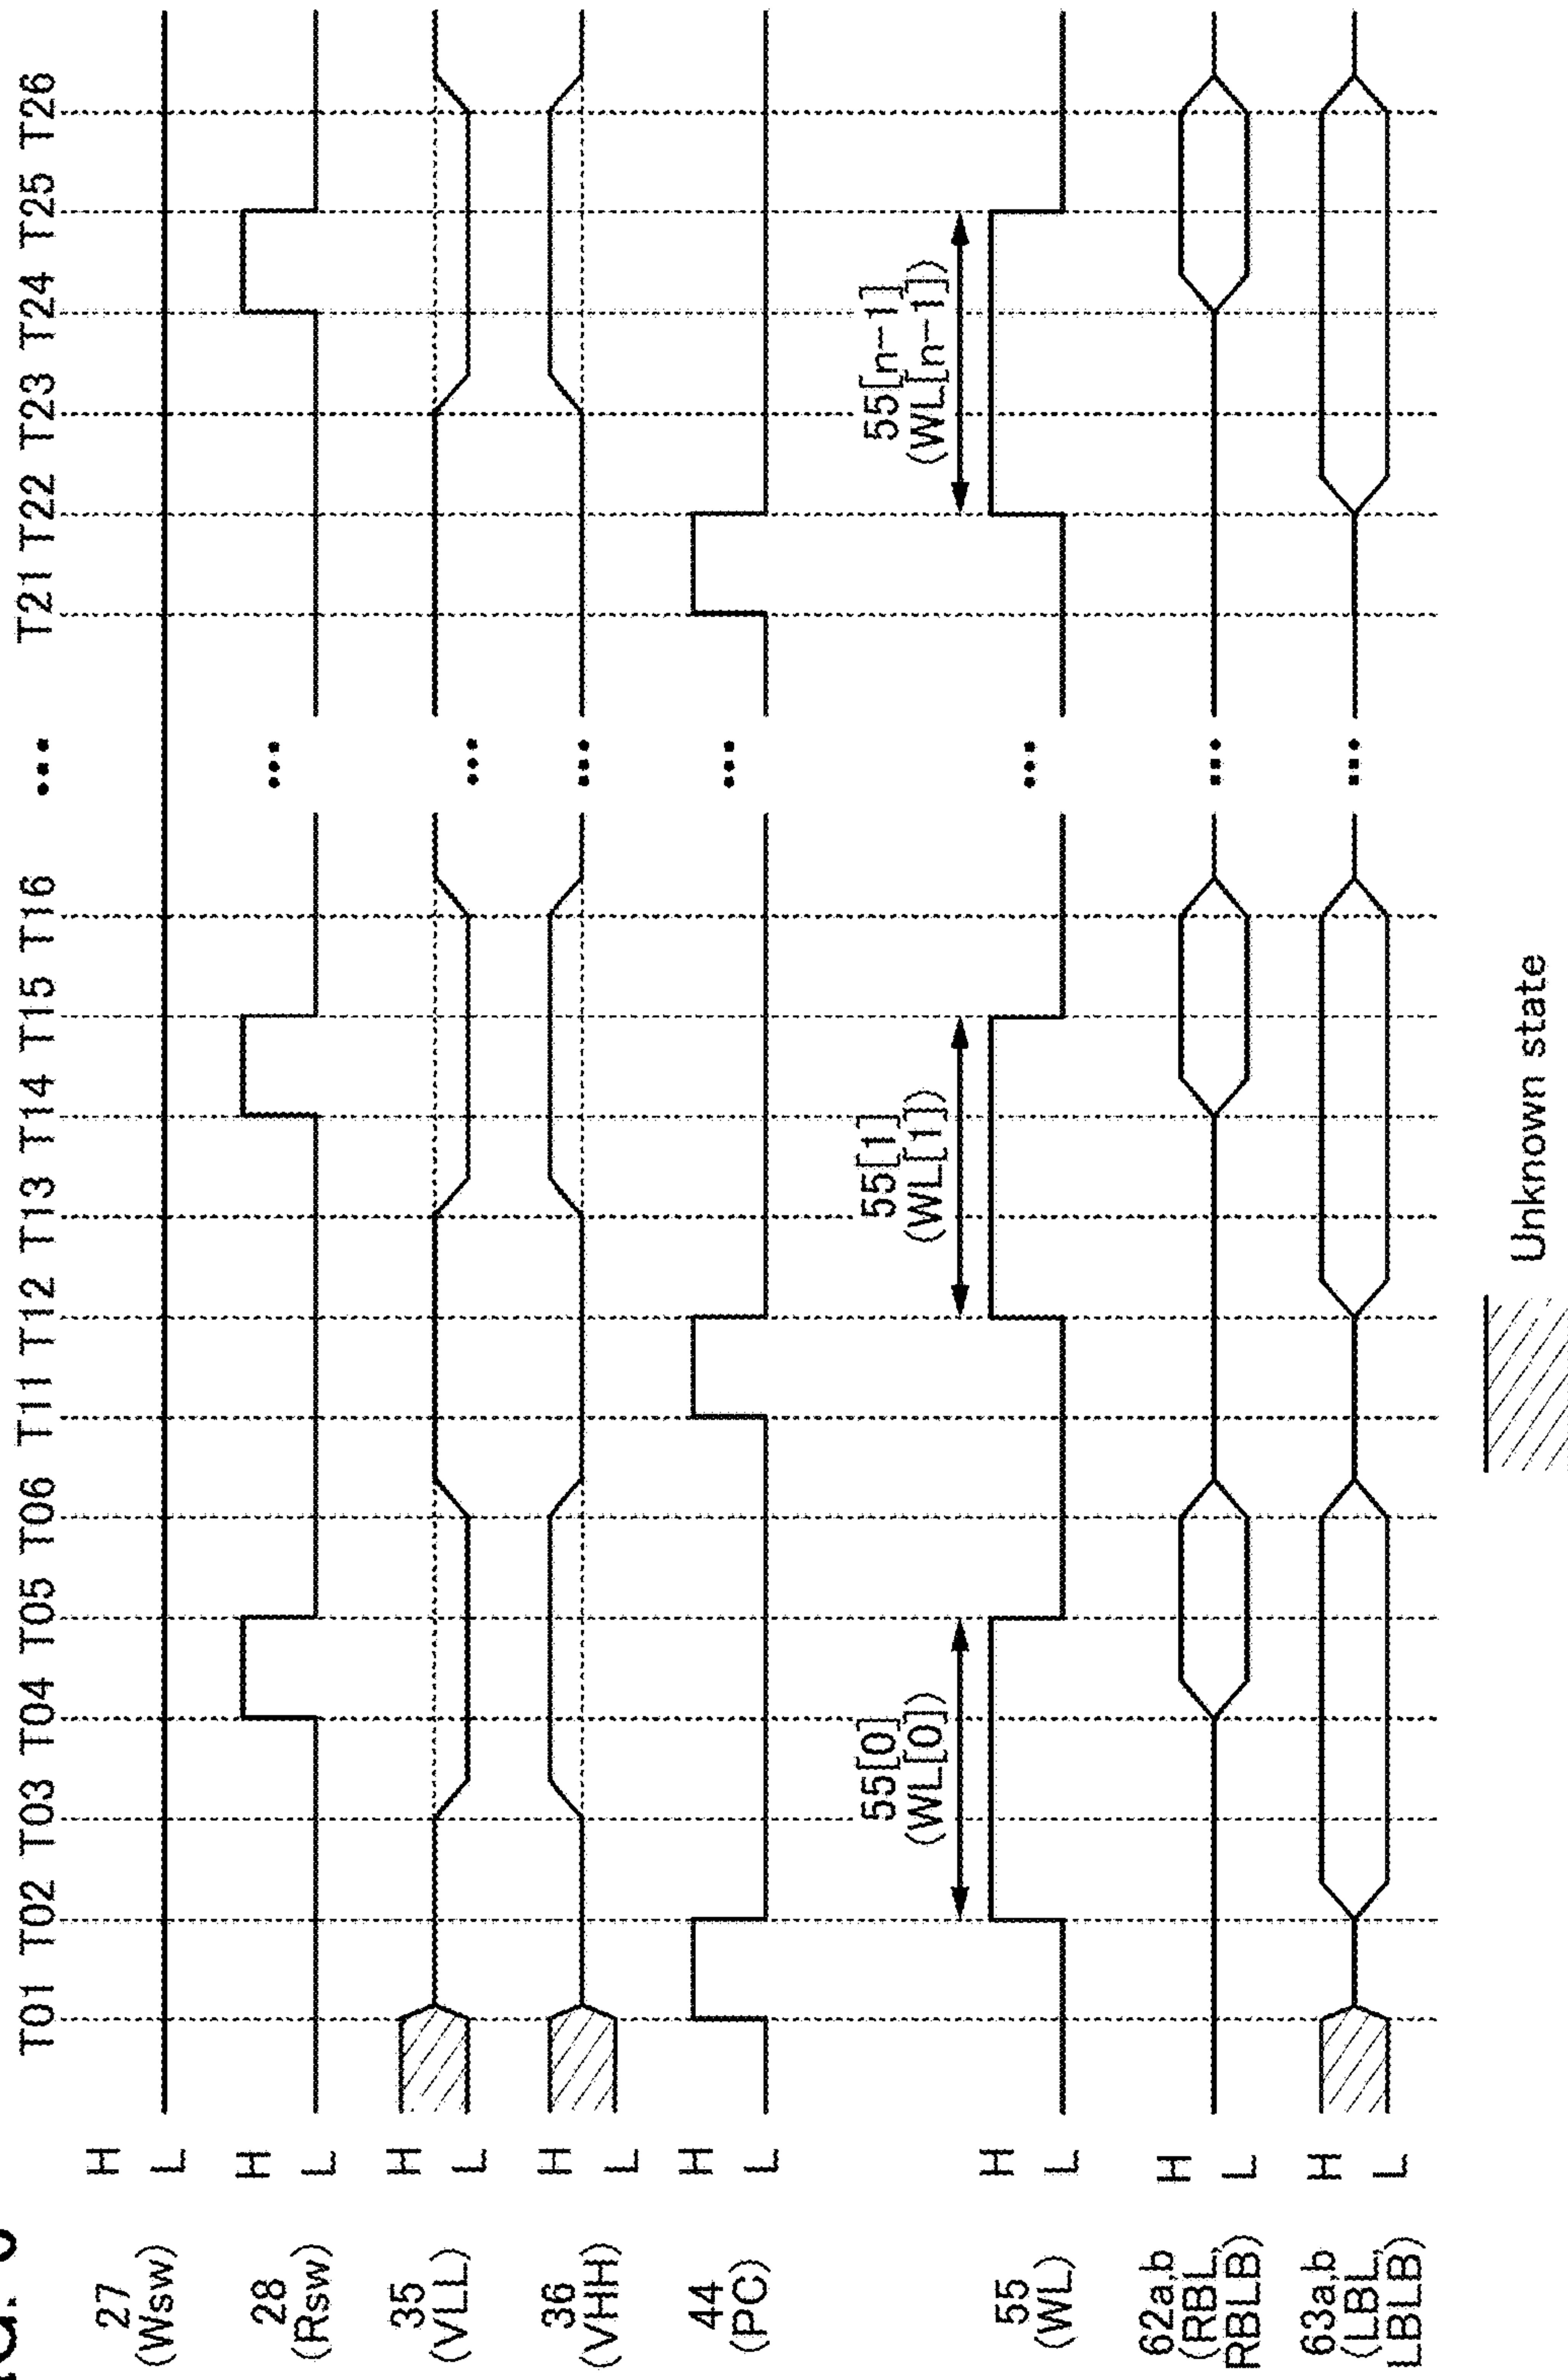 T01 T02 T03 T04 T05 T06 T11 T12 T13 T14 T15 T16 ... T21 T22 T23 T24 T25 T26
27
(Wsw)
H
L
28
(Rsw)
H
L
...
35
(VLL)
H
L
...
36
(VHH)
H
L
...
44
(PC)
H
L
...
55
(WL)
H
L
55[0]
(WL[0])
55[1]
(WL[1])
...
55[n-1]
(WL[n-1])
62a,b
(RBL,
RBLB)
H
L
...
63a,b
(LBL,
LBLB)
H
L
...
Unknown state